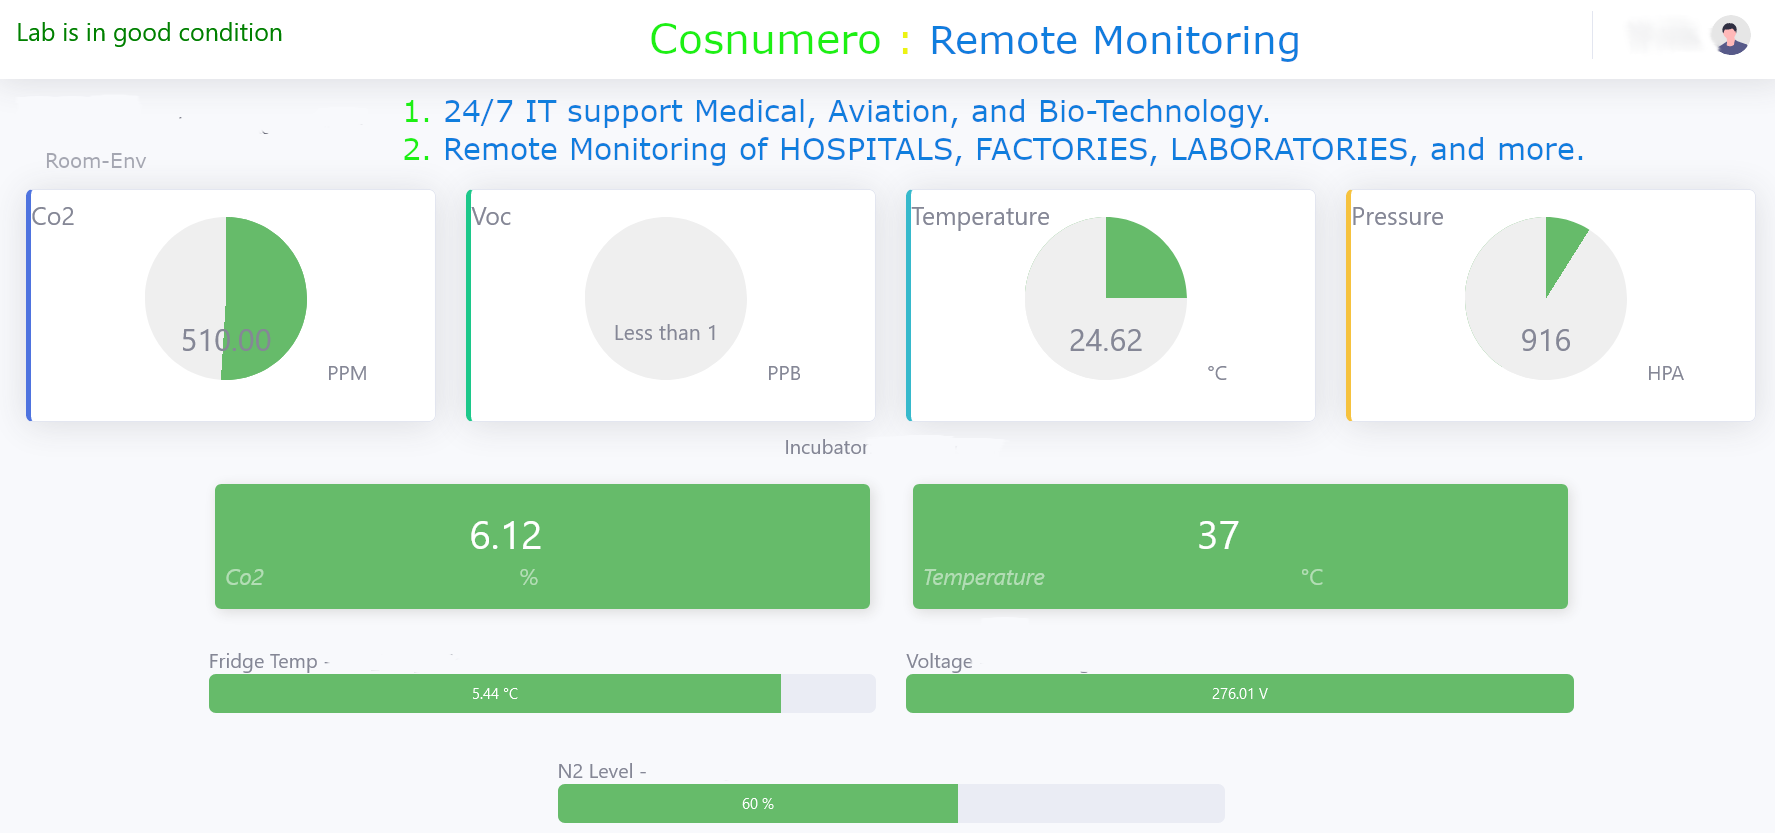 Lab is in good condition
Cosnumero : Remote Monitoring
1. 24/7 IT support Medical, Aviation, and Bio-Technology.
2. Remote Monitoring of HOSPITALS, FACTORIES, LABORATORIES, and more.
Room-Env
Co2
510.00
PPM
Voc
Less than 1
PPB
Temperature
24.62
°C
Pressure
916
HPA
Incubator
6.12
Co2 %
37
Temperature °C
Fridge Temp -
5.44 °C
Voltage
276.01 V
N2 Level -
60 %